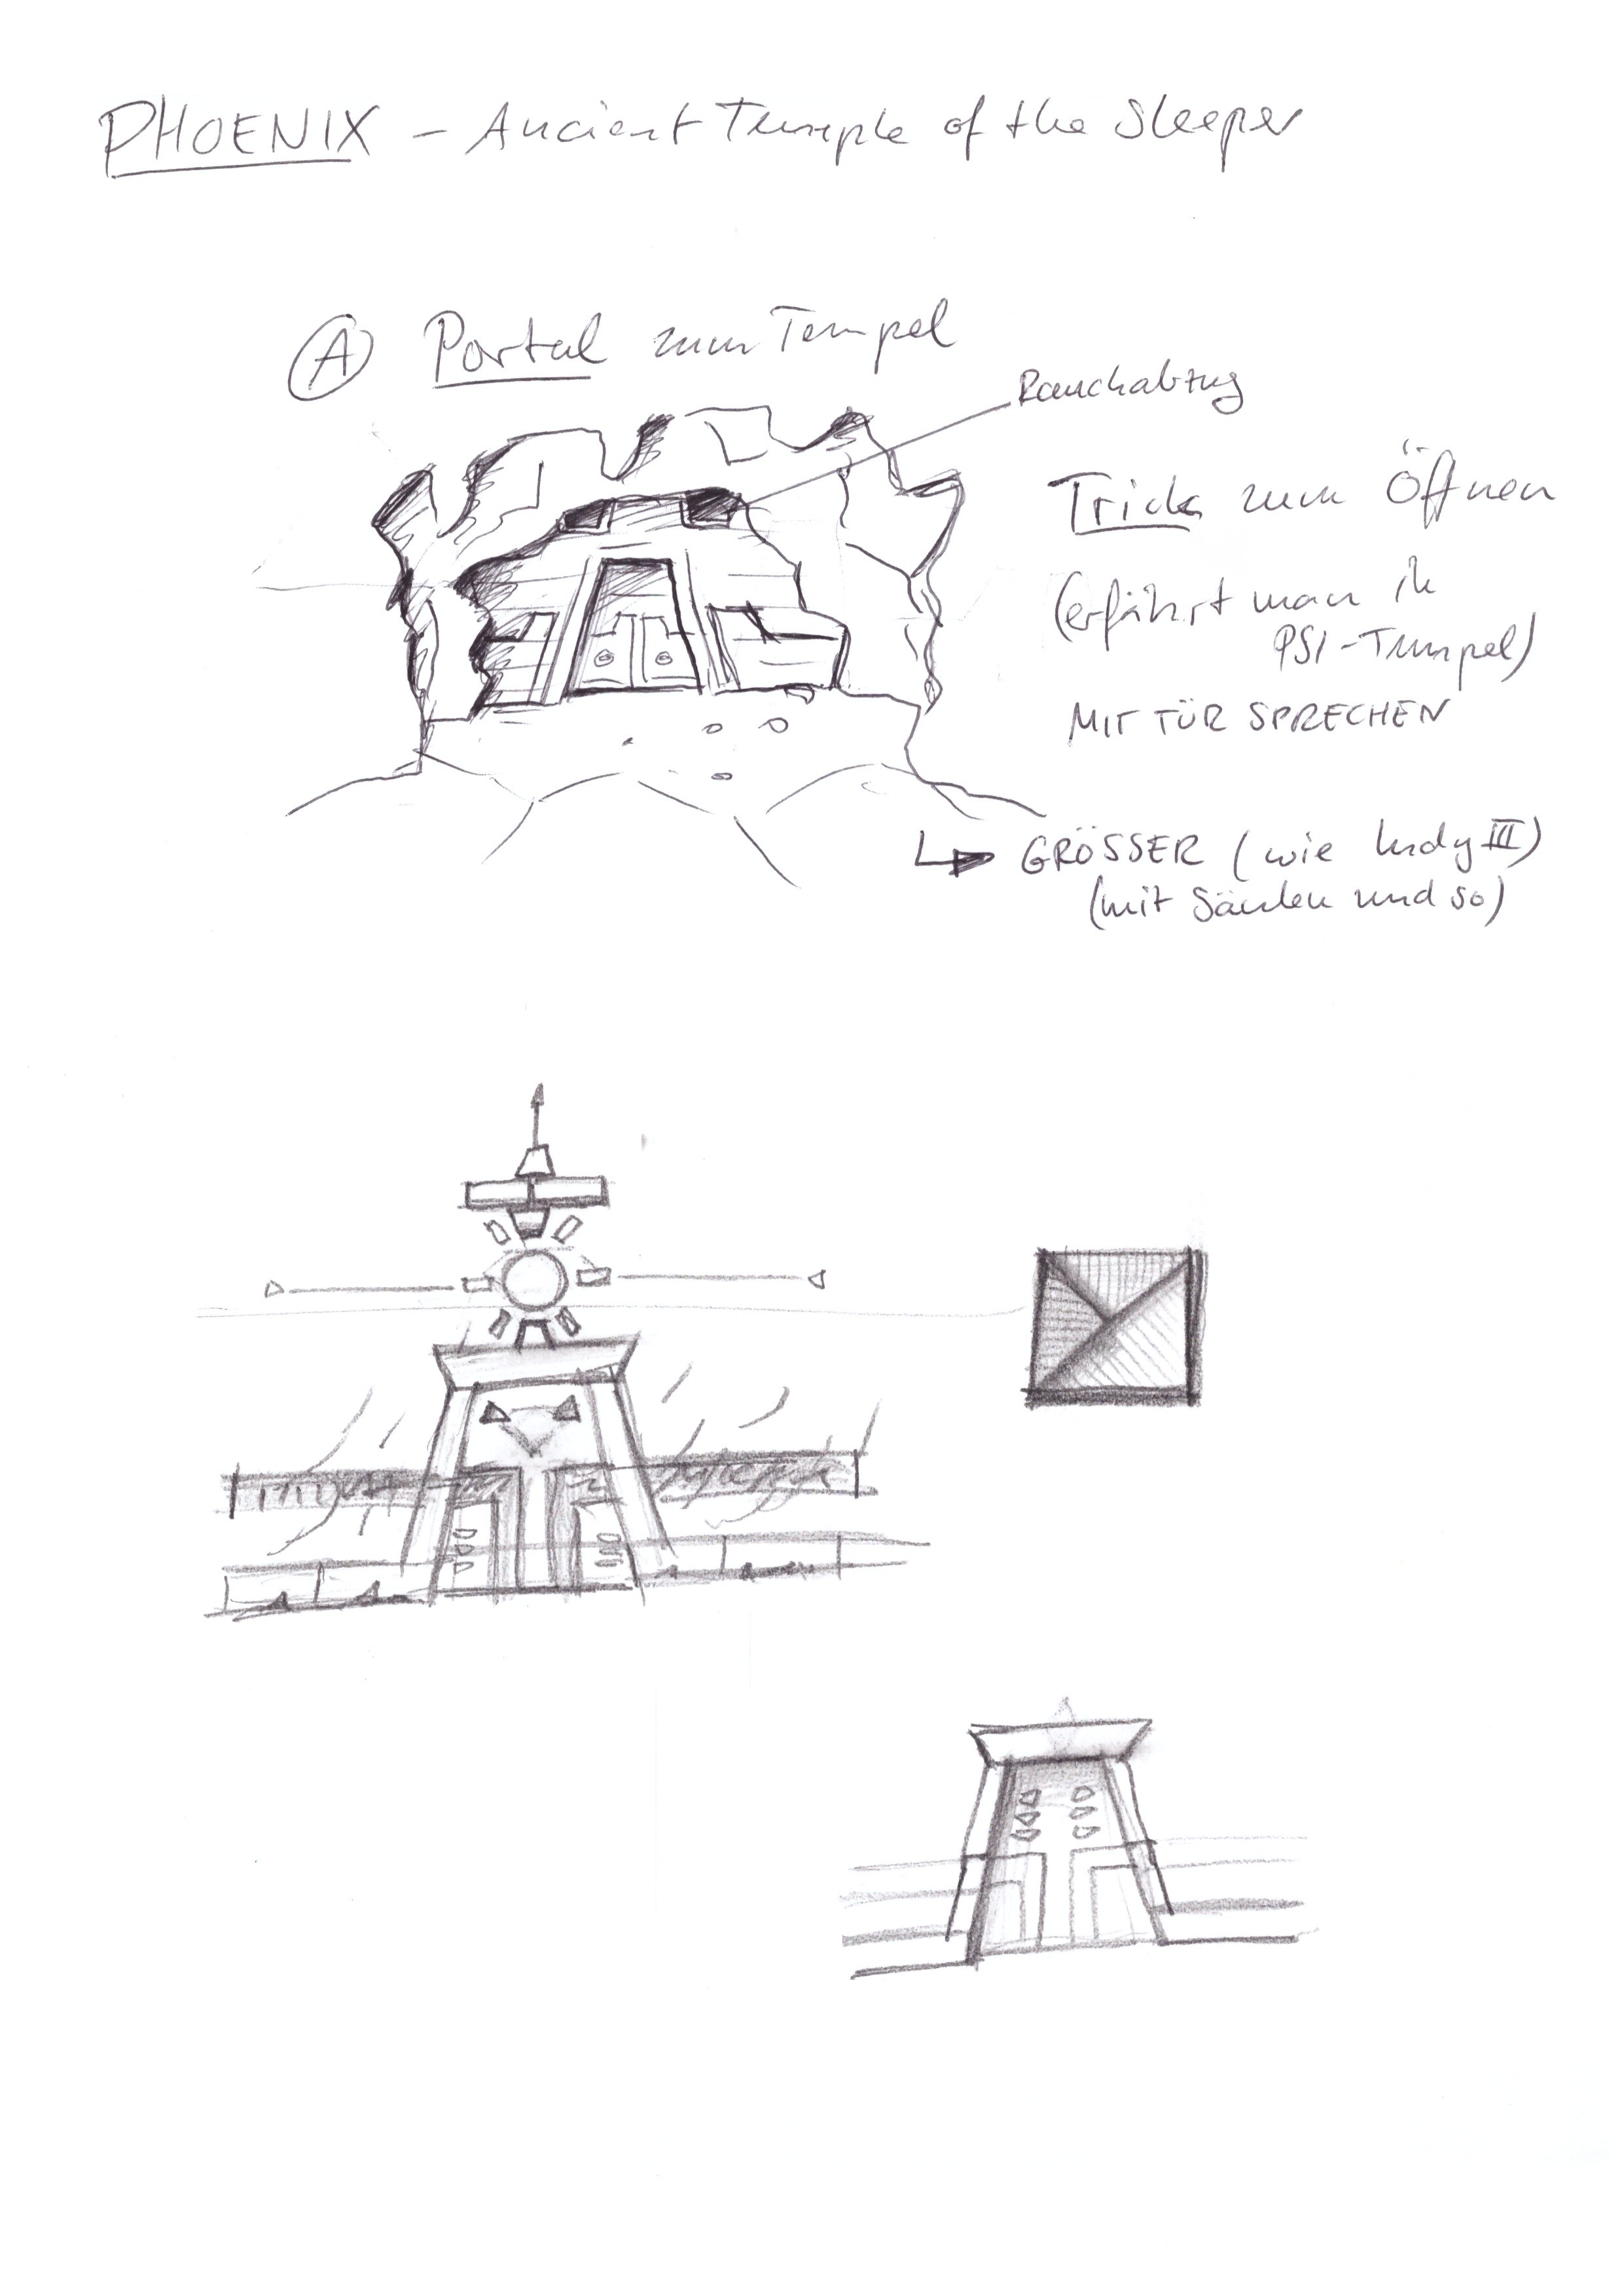 PHOENIX – Ancient Temple of the Sleeper
Ⓐ Portal zum Tempel
Rauchabzug
Trick zum Öffnen
(erfährt man in
PSI-Tempel)
MIT TÜR SPRECHEN
GRÖSSER (wie Indy III)
(mit Säulen und so)